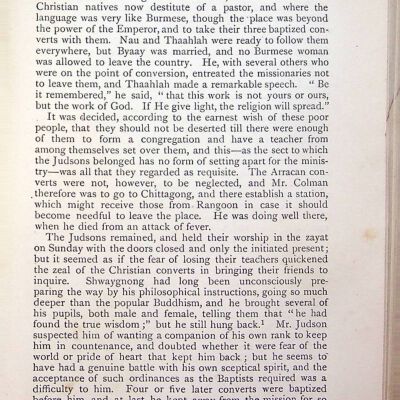 Christian natives now destitute of a pastor, and where the
language was very like Burmese, though the place was beyond
the power of the Emperor, and to take their three baptized con-
verts with them. Nau and Thaahlah were ready to follow them
everywhere, but Byaay was married, and no Burmese woman
was allowed to leave the country. He, with several others who
were on the point of conversion, entreated the missionaries not
to leave them, and Thaahlah made a remarkable speech. “ Be
it remembered,” he said, “ that this work is not yours or ours,
but the work of God. If He give light, the religion will spread.”
It was decided, according to the earnest wish of these poor
people, that they should not be deserted till there were enough
of them to form a congregation and have a teacher from
among themselves set over them, and this—as the sect to which
the Judsons belonged has no form of setting apart for the minis-
try—was all that they regarded as requisite. The Arracan con-
verts were not, however, to be neglected, and Mr. Colman
therefore was to go to Chittagong, and there establish a station,
which might receive those from Rangoon in case it should
become needful to leave the place. He was doing well there,
when he died from an attack of fever.
The Judsons remained, and held their worship in the zayat
on Sunday with the doors closed and only the initiated present;
but it seemed as if the fear of losing their teachers quickened
the zeal of the Christian converts in bringing their friends to
inquire. Shwaygnong had long been unconsciously pre-
paring the way by his philosophical instructions, going so much
deeper than the popular Buddhism, and he brought several of
his pupils, both male and female, telling them that “ he had
found the true wisdom ;” but he still hung back.¹ Mr. Judson
suspected him of wanting a companion of his own rank to keep
him in countenance, and doubted whether it were fear of the
world or pride of heart that kept him back ; but he seems to
have had a genuine battle with his own sceptical spirit, and the
acceptance of such ordinances as the Baptists required was a
difficulty to him. Four or five later converts were baptized
before him, and at last he kept away from the mission for so